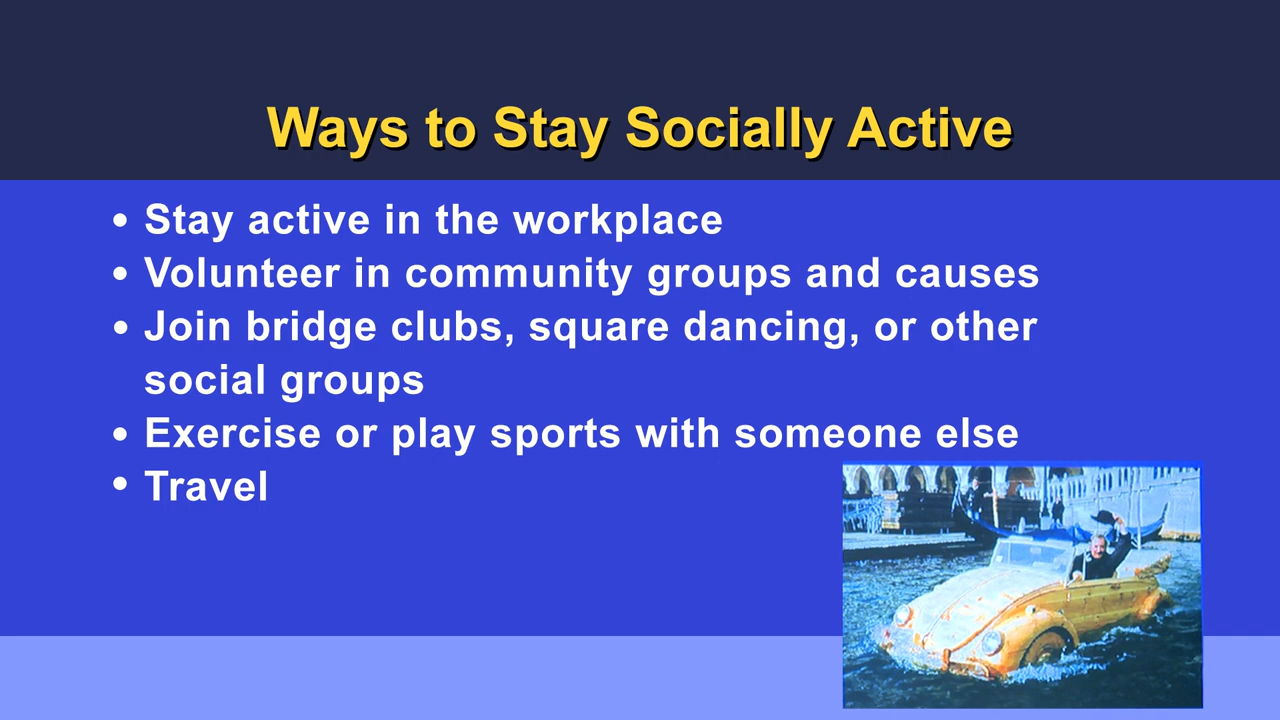 Ways to Stay Socially Active
• Stay active in the workplace
• Volunteer in community groups and causes
• Join bridge clubs, square dancing, or other
social groups
• Exercise or play sports with someone else
• Travel